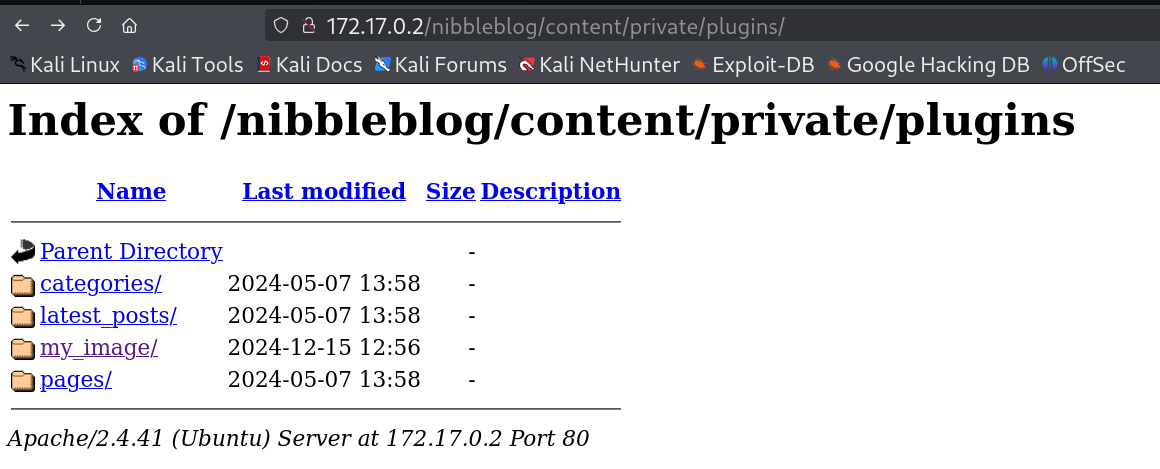 172.17.0.2/nibbleblog/content/private/plugins/
Kali Linux Kali Tools Kali Docs Kali Forums Kali NetHunter Exploit-DB Google Hacking DB OffSec
Index of /nibbleblog/content/private/plugins
Name Last modified Size Description
Parent Directory -
categories/ 2024-05-07 13:58 -
latest_posts/ 2024-05-07 13:58 -
my_image/ 2024-12-15 12:56 -
pages/ 2024-05-07 13:58 -
Apache/2.4.41 (Ubuntu) Server at 172.17.0.2 Port 80